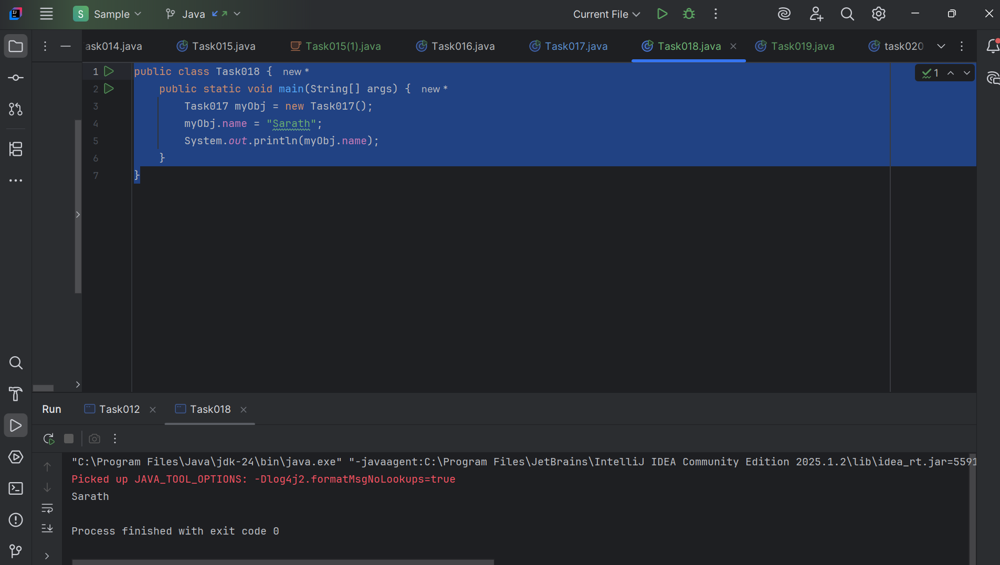 S Sample Java Current File
ask014.java Task015.java Task015(1).java Task016.java Task017.java Task018.java Task019.java task020
1 public class Task018 { new *
2 public static void main(String[] args) { new *
3 Task017 myObj = new Task017();
4 myObj.name = "Sarath";
5 System.out.println(myObj.name);
6 }
7 }
1
Run Task012 Task018
"C:\Program Files\Java\jdk-24\bin\java.exe" "-javaagent:C:\Program Files\JetBrains\IntelliJ IDEA Community Edition 2025.1.2\lib\idea_rt.jar=5591
Picked up JAVA_TOOL_OPTIONS: -Dlog4j2.formatMsgNoLookups=true
Sarath
Process finished with exit code 0